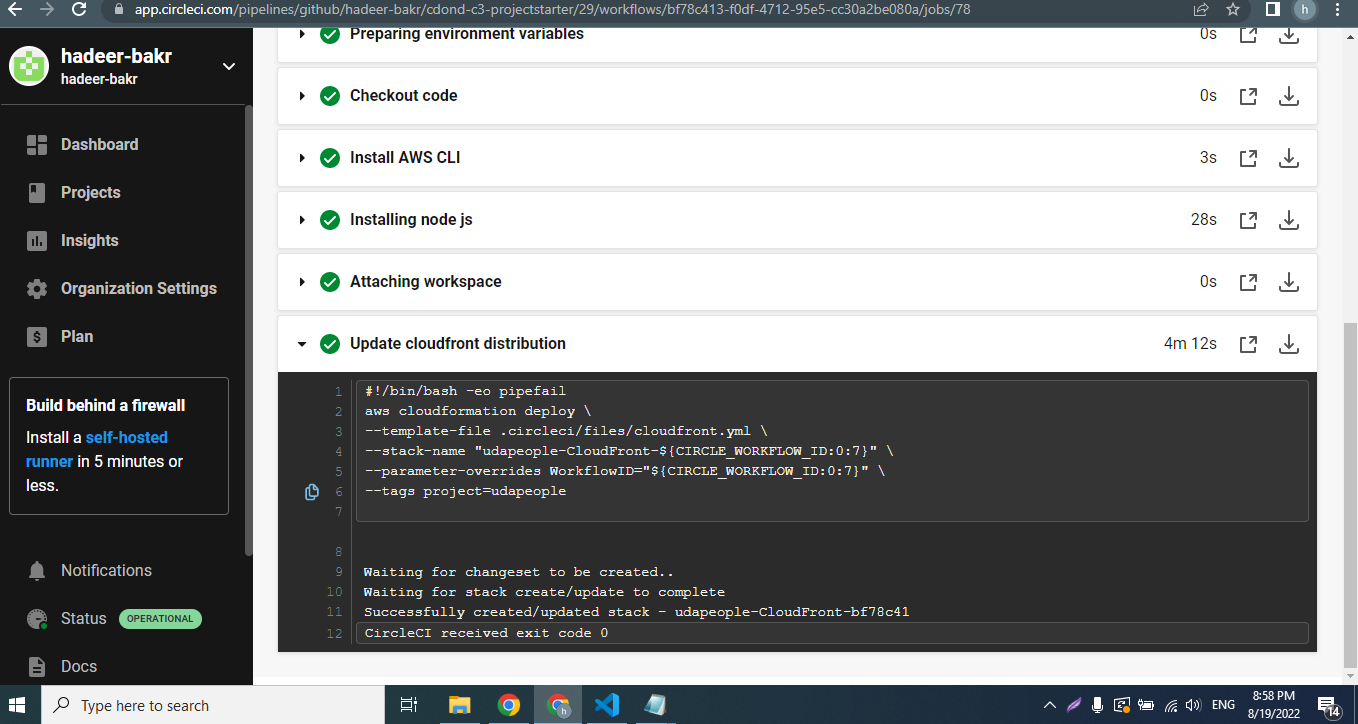 app.circleci.com/pipelines/github/hadeer-bakr/cdond-c3-projectstarter/29/workflows/bf78c413-f0df-4712-95e5-cc30a2be080a/jobs/78
h
hadeer-bakr
hadeer-bakr
Dashboard
Projects
Insights
Organization Settings
Plan
Build behind a firewall
Install a self-hosted
runner in 5 minutes or
less.
Notifications
Status OPERATIONAL
Docs
Preparing environment variables 0s
Checkout code 0s
Install AWS CLI 3s
Installing node js 28s
Attaching workspace 0s
Update cloudfront distribution 4m 12s
1 #!/bin/bash -eo pipefail
2 aws cloudformation deploy \
3 --template-file .circleci/files/cloudfront.yml \
4 --stack-name "udapeople-CloudFront-${CIRCLE_WORKFLOW_ID:0:7}" \
5 --parameter-overrides WorkflowID="${CIRCLE_WORKFLOW_ID:0:7}" \
6 --tags project=udapeople
7
8
9 Waiting for changeset to be created..
10 Waiting for stack create/update to complete
11 Successfully created/updated stack - udapeople-CloudFront-bf78c41
12 CircleCI received exit code 0
Type here to search
h
ENG
8:58 PM
8/19/2022
14